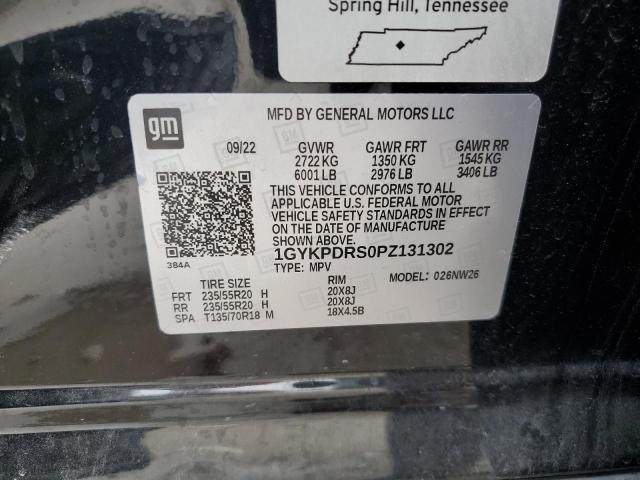 Spring Hill, Tennessee
gm
MFD BY GENERAL MOTORS LLC
09/22 GVWR GAWR FRT GAWR RR
2722 KG 1350 KG 1545 KG
6001 LB 2976 LB 3406 LB
THIS VEHICLE CONFORMS TO ALL
APPLICABLE U.S. FEDERAL MOTOR
VEHICLE SAFETY STANDARDS IN EFFECT
ON THE DATE OF MANUFACTURE
SHOWN ABOVE.
1GYKPDRS0PZ131302
384A
TYPE: MPV MODEL: 026NW26
TIRE SIZE RIM
FRT 235/55R20 H 20X8J
RR 235/55R20 H 20X8J
SPA T135/70R18 M 18X4.5B